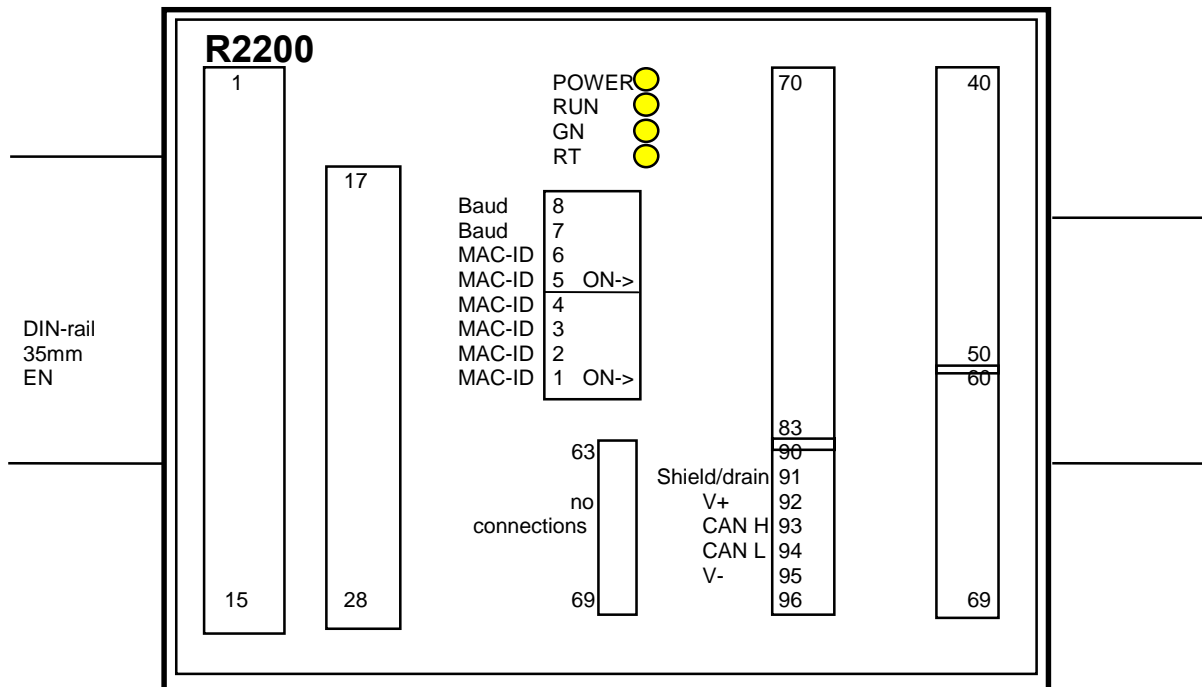 R2200
1 POWER 70 40
RUN
GN
RT
17
Baud 8
Baud 7
MAC-ID 6
MAC-ID 5 ON->
MAC-ID 4
DIN-rail MAC-ID 3
35mm MAC-ID 2 50
EN MAC-ID 1 ON-> 60
83
63 90
Shield/drain 91
no V+ 92
connections CAN H 93
CAN L 94
V- 95
15 28 69 96 69